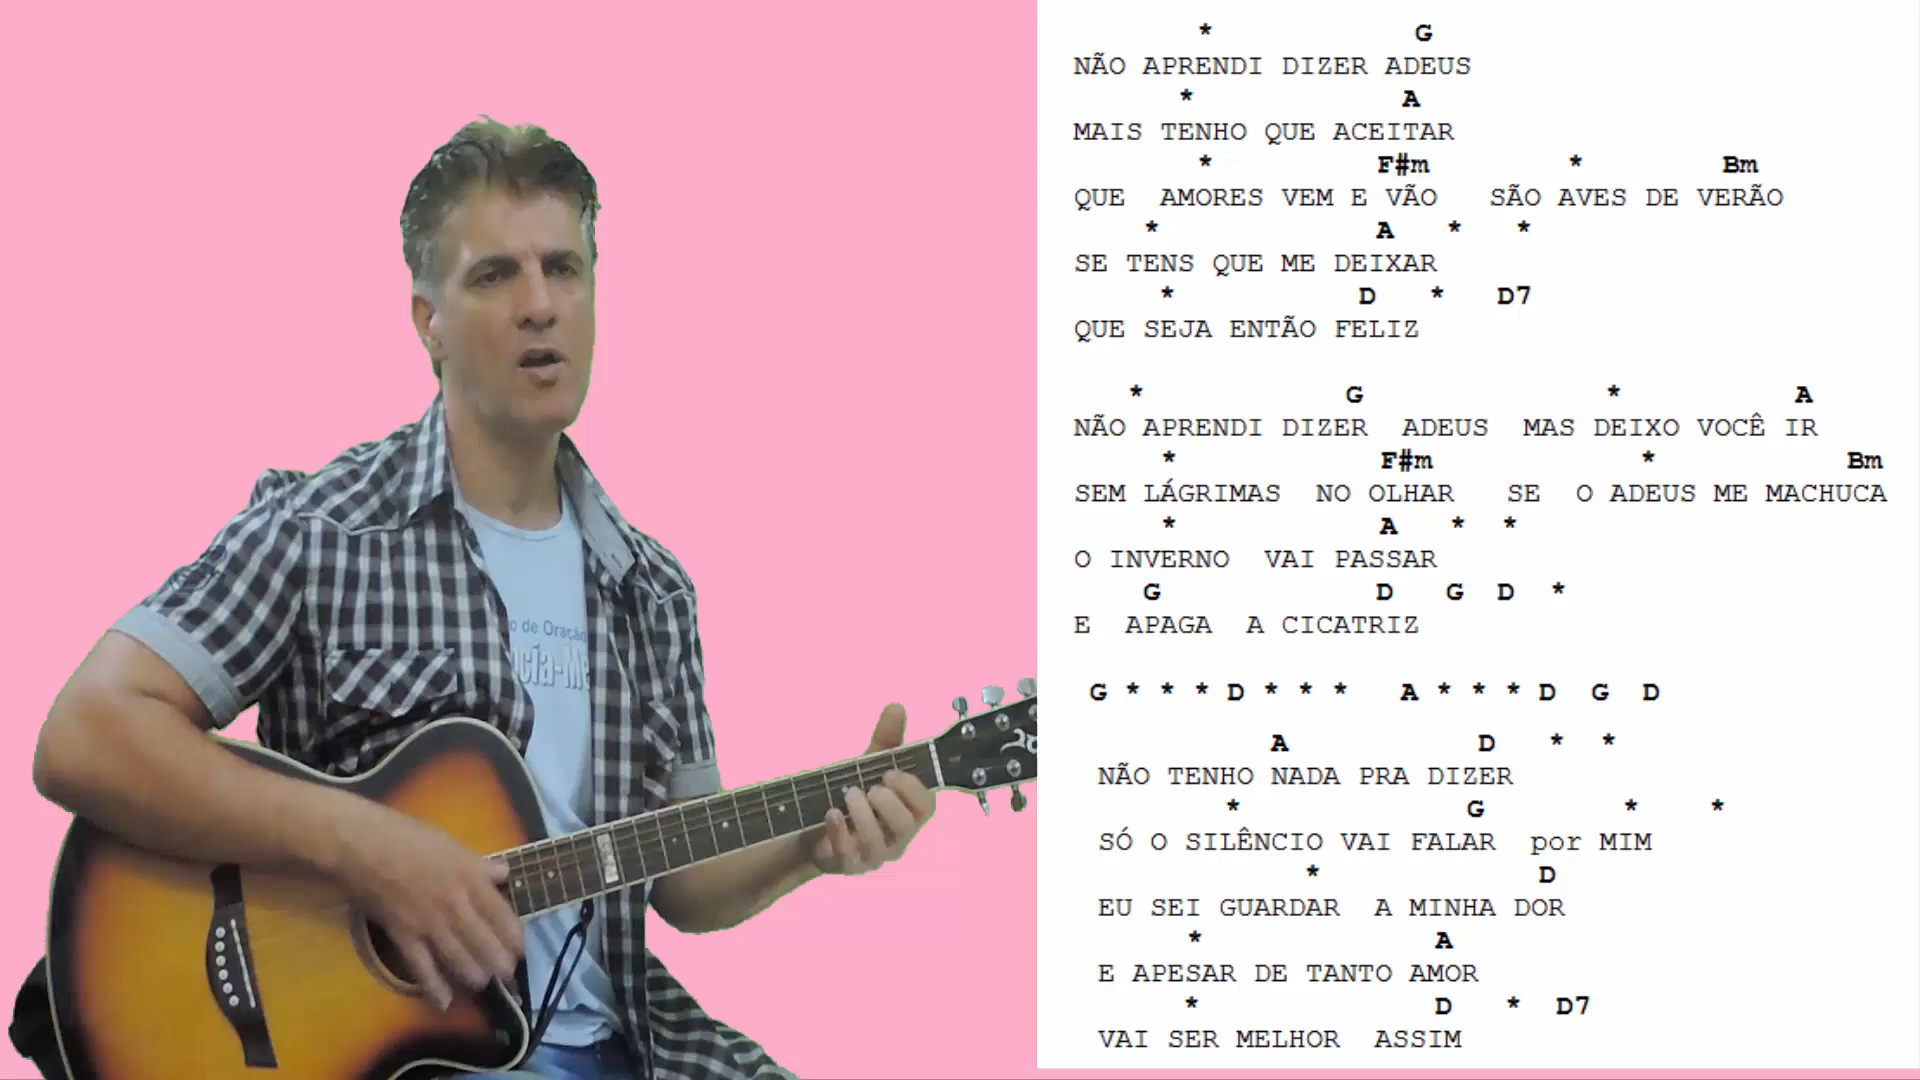 * G
NÃO APRENDI DIZER ADEUS
* A
MAIS TENHO QUE ACEITAR
* F#m * Bm
QUE AMORES VEM E VÃO SÃO AVES DE VERÃO
* A * *
SE TENS QUE ME DEIXAR
* D * D7
QUE SEJA ENTÃO FELIZ
* G * A
NÃO APRENDI DIZER ADEUS MAS DEIXO VOCÊ IR
* F#m * Bm
SEM LÁGRIMAS NO OLHAR SE O ADEUS ME MACHUCA
* A * *
O INVERNO VAI PASSAR
G D G D *
E APAGA A CICATRIZ
G * * * D * * * A * * * D G D
A D * *
NÃO TENHO NADA PRA DIZER
* G * *
SÓ O SILÊNCIO VAI FALAR por MIM
* D
EU SEI GUARDAR A MINHA DOR
* A
E APESAR DE TANTO AMOR
* D * D7
VAI SER MELHOR ASSIM
de Oração